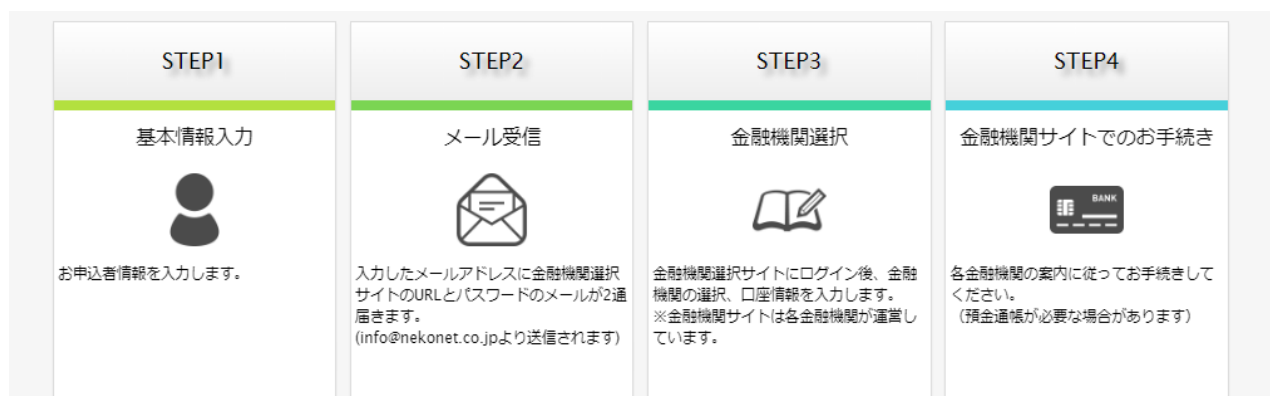 STEP1
基本情報入力
お申込者情報を入力します。
STEP2
メール受信
入力したメールアドレスに金融機関選択
サイトのURLとパスワードのメールが2通
届きます。
(info@nekonet.co.jpより送信されます)
STEP3
金融機関選択
金融機関選択サイトにログイン後、金融
機関の選択、口座情報を入力します。
※金融機関サイトは各金融機関が運営し
ています。
STEP4
金融機関サイトでのお手続き
BANK
各金融機関の案内に従ってお手続きして
ください。
（預金通帳が必要な場合があります）